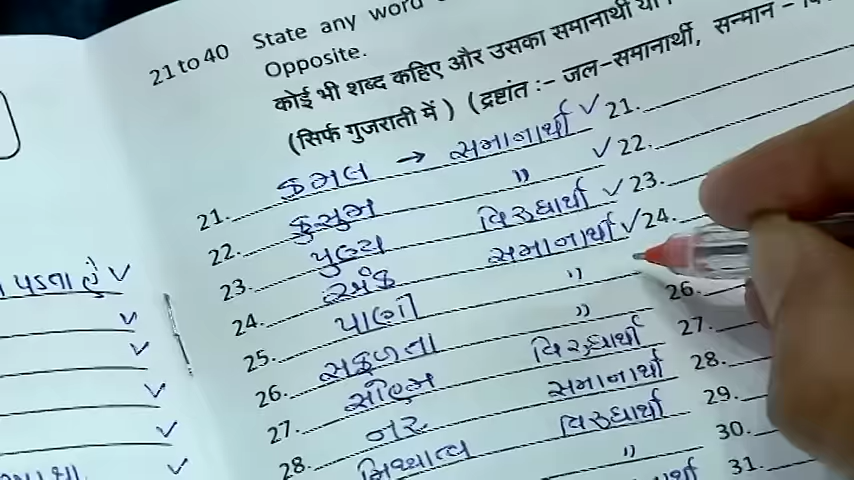 21 to 40 State any word
Opposite.
कोई भी शब्द कहिए और उसका समानार्थी या
(सिर्फ गुजराती में ) (द्रष्टांत :– जल–समानार्थी, सन्मान –
21. કમલ → સમાનાર્થી ✓ 21.
22. કુસુમ " ✓ 22.
23. પુણ્ય વિરુધાર્થી ✓ 23.
24. અંક સમાનાર્થી ✓ 24.
25. પાણી "
26. સફળતા " 26.
27. સૌમ્ય વિરુધાર્થી 27.
28. નર સમાનાર્થી 28.
મિથ્યાત્વ વિરુધાર્થી 29.
" 30.
31.
પડતા હૈ ✓